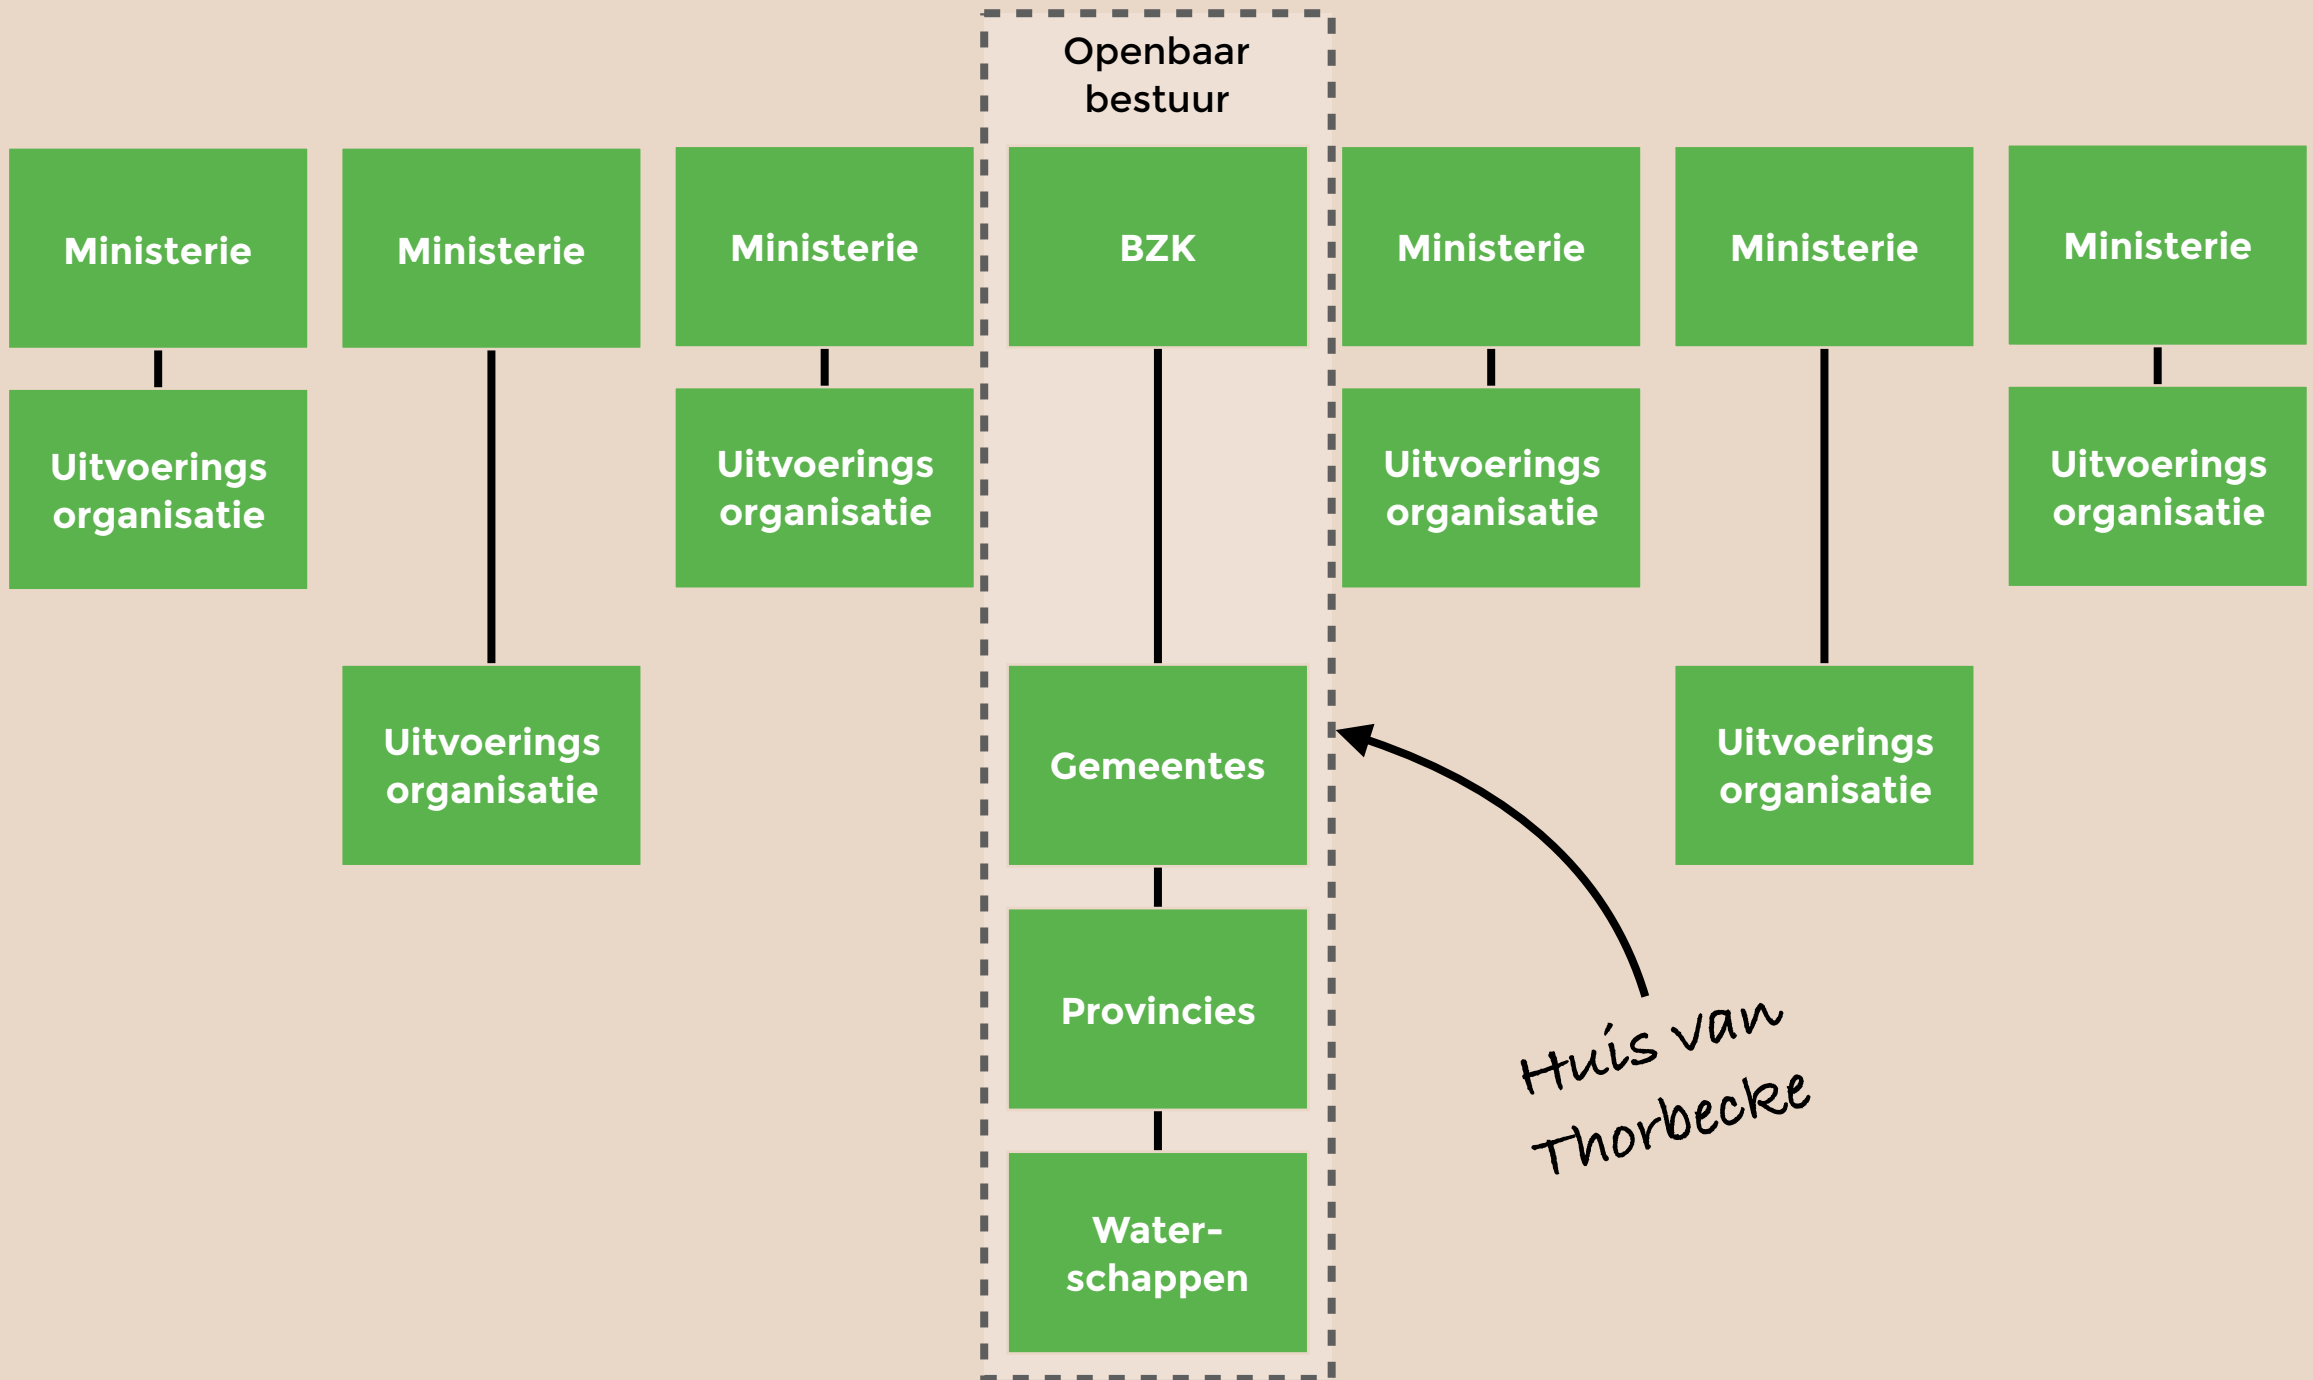 Openbaar
bestuur
Ministerie
Ministerie
Ministerie
BZK
Ministerie
Ministerie
Ministerie
Uitvoerings
organisatie
Uitvoerings
organisatie
Uitvoerings
organisatie
Uitvoerings
organisatie
Uitvoerings
organisatie
Gemeentes
Uitvoerings
organisatie
Provincies
Huis van
Thorbecke
Water-
schappen